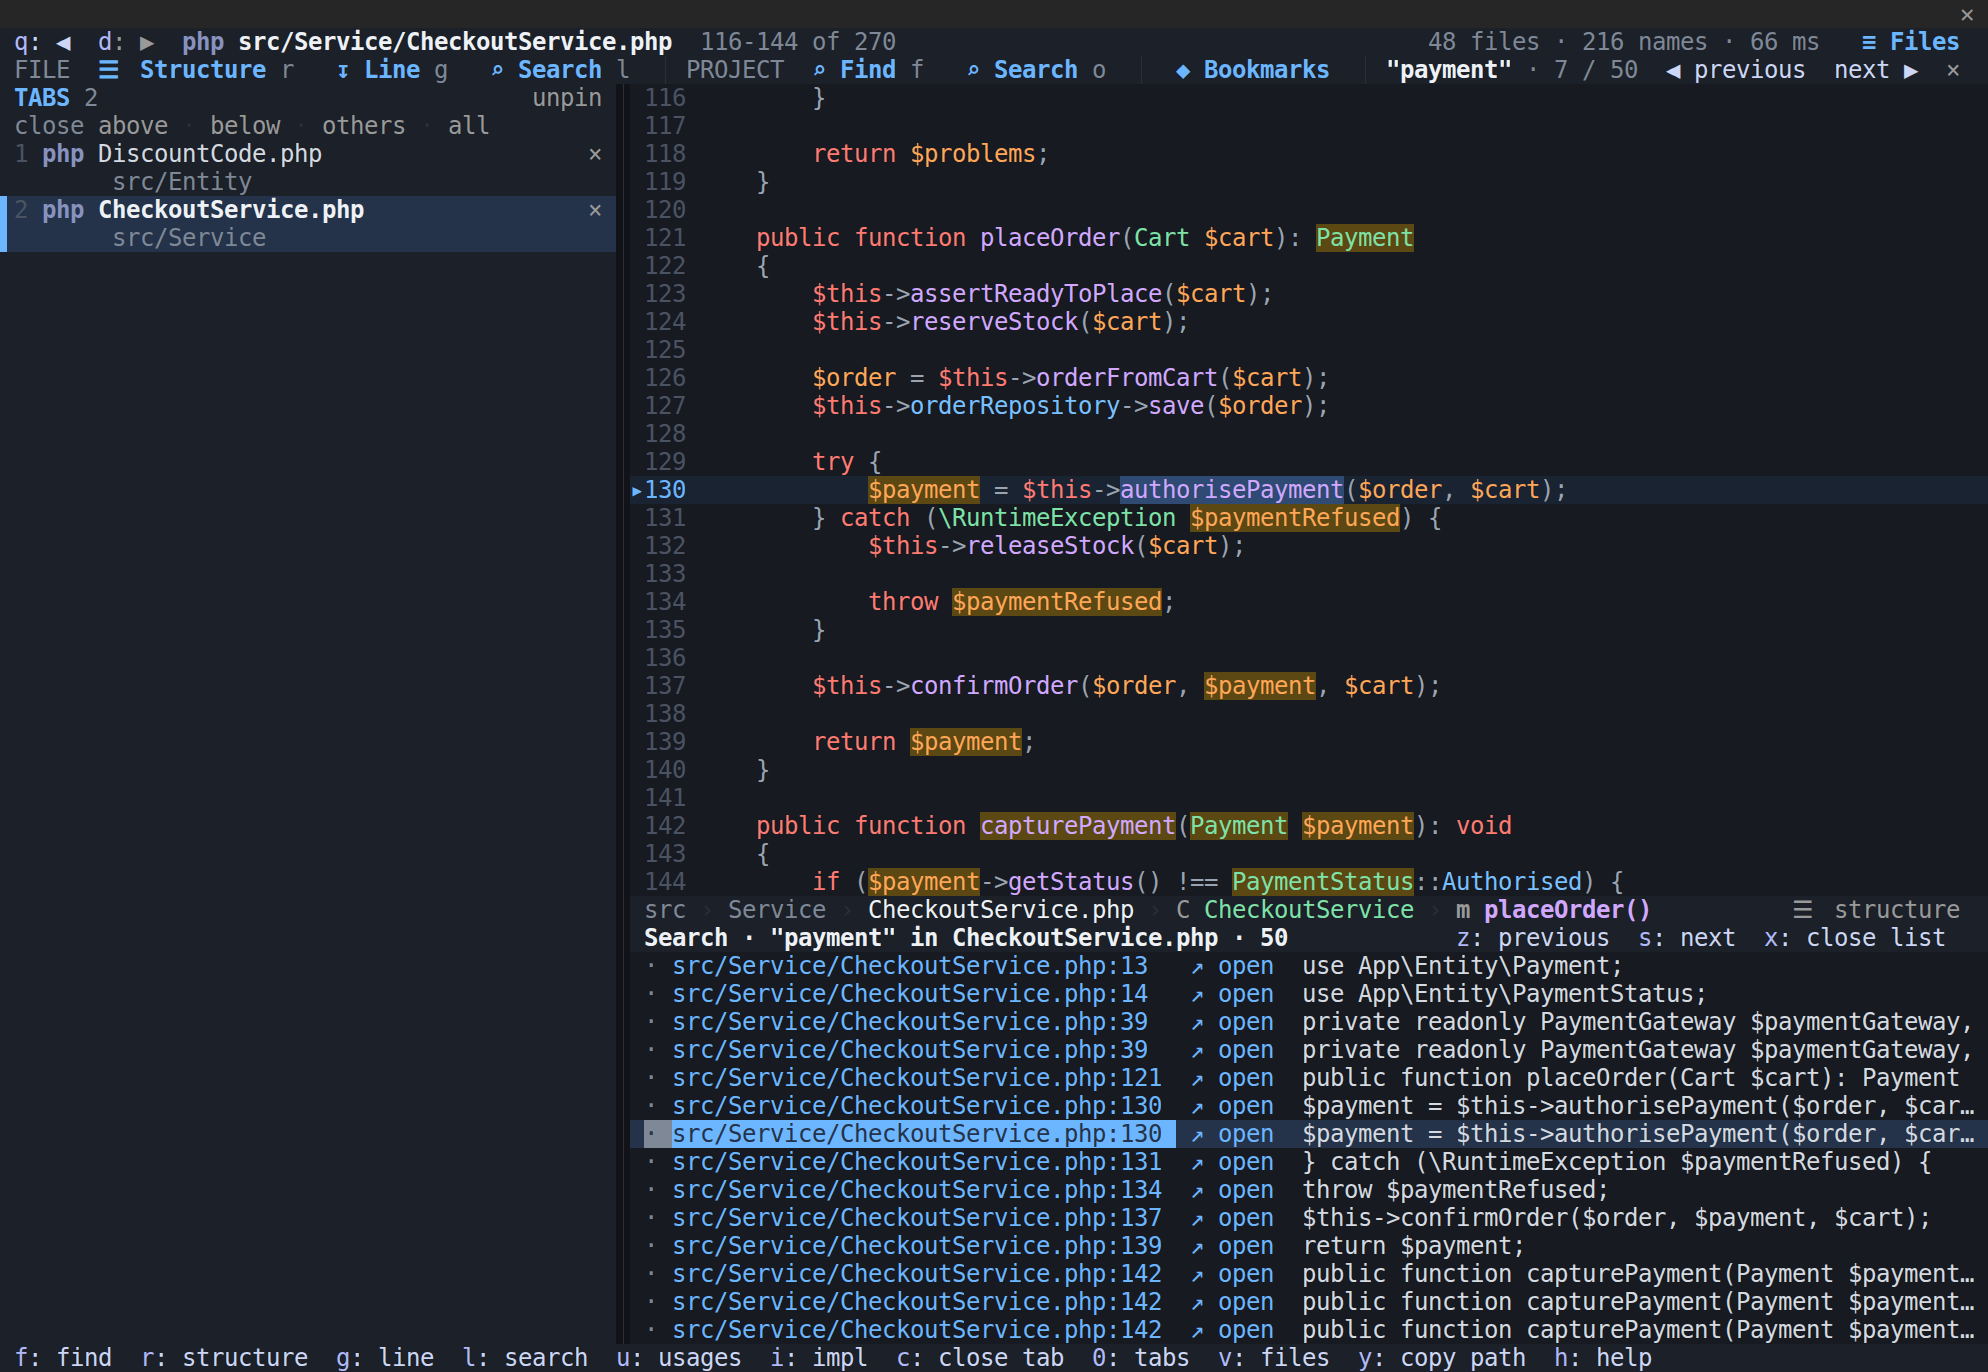 ×
q: ◀  d: ▶  php src/Service/CheckoutService.php  116-144 of 270  48 files · 216 names · 66 ms  ≡ Files
FILE  ☰ Structure r  ↧ Line g  ⌕ Search l  PROJECT  ⌕ Find f  ⌕ Search o  ◆ Bookmarks  "payment" · 7 / 50  ◀ previous  next ▶  ×
TABS 2  unpin
close above · below · others · all
1 php DiscountCode.php  ×
src/Entity
2 php CheckoutService.php  ×
src/Service
116         }
117
118         return $problems;
119     }
120
121     public function placeOrder(Cart $cart): Payment
122     {
123         $this->assertReadyToPlace($cart);
124         $this->reserveStock($cart);
125
126         $order = $this->orderFromCart($cart);
127         $this->orderRepository->save($order);
128
129         try {
▸130             $payment = $this->authorisePayment($order, $cart);
131         } catch (\RuntimeException $paymentRefused) {
132             $this->releaseStock($cart);
133
134             throw $paymentRefused;
135         }
136
137         $this->confirmOrder($order, $payment, $cart);
138
139         return $payment;
140     }
141
142     public function capturePayment(Payment $payment): void
143     {
144         if ($payment->getStatus() !== PaymentStatus::Authorised) {
src › Service › CheckoutService.php › C CheckoutService › m placeOrder()  ☰ structure
Search · "payment" in CheckoutService.php · 50  z: previous  s: next  x: close list
· src/Service/CheckoutService.php:13  ↗ open  use App\Entity\Payment;
· src/Service/CheckoutService.php:14  ↗ open  use App\Entity\PaymentStatus;
· src/Service/CheckoutService.php:39  ↗ open  private readonly PaymentGateway $paymentGateway,
· src/Service/CheckoutService.php:39  ↗ open  private readonly PaymentGateway $paymentGateway,
· src/Service/CheckoutService.php:121  ↗ open  public function placeOrder(Cart $cart): Payment
· src/Service/CheckoutService.php:130  ↗ open  $payment = $this->authorisePayment($order, $car…
· src/Service/CheckoutService.php:130  ↗ open  $payment = $this->authorisePayment($order, $car…
· src/Service/CheckoutService.php:131  ↗ open  } catch (\RuntimeException $paymentRefused) {
· src/Service/CheckoutService.php:134  ↗ open  throw $paymentRefused;
· src/Service/CheckoutService.php:137  ↗ open  $this->confirmOrder($order, $payment, $cart);
· src/Service/CheckoutService.php:139  ↗ open  return $payment;
· src/Service/CheckoutService.php:142  ↗ open  public function capturePayment(Payment $payment…
· src/Service/CheckoutService.php:142  ↗ open  public function capturePayment(Payment $payment…
· src/Service/CheckoutService.php:142  ↗ open  public function capturePayment(Payment $payment…
f: find  r: structure  g: line  l: search  u: usages  i: impl  c: close tab  0: tabs  v: files  y: copy path  h: help